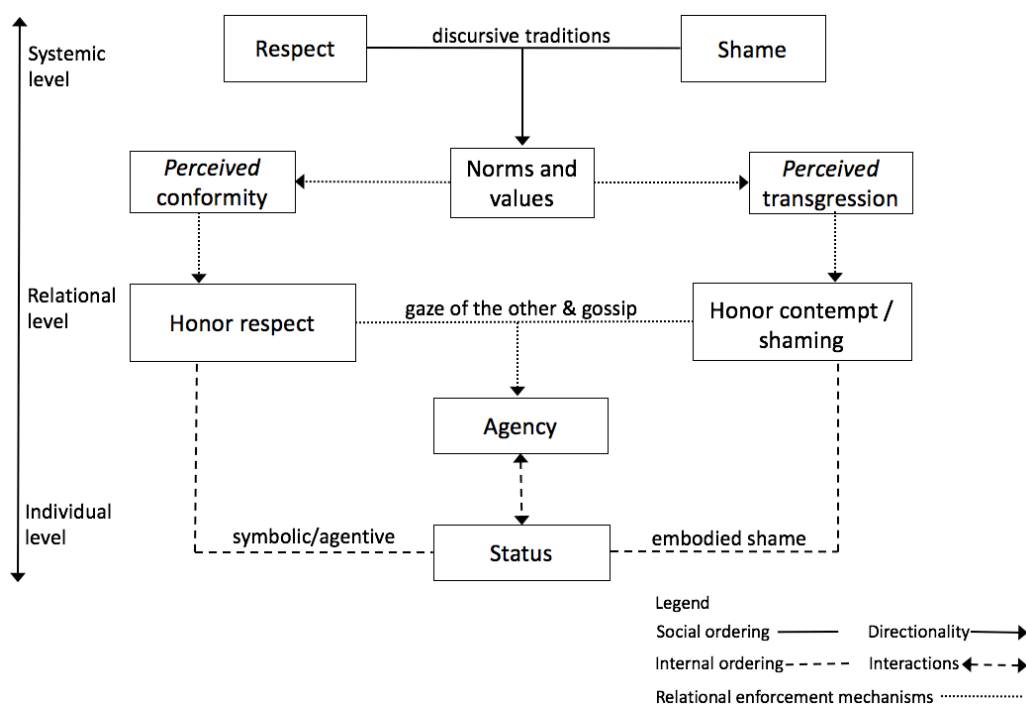 Systemic
level
Respect
discursive traditions
Shame
Perceived
conformity
Norms and
values
Perceived
transgression
Relational
level
Honor respect
gaze of the other & gossip
Honor contempt /
shaming
Agency
Individual
level
symbolic/agentive
Status
embodied shame
Legend
Social ordering
Directionality
Internal ordering
Interactions
Relational enforcement mechanisms